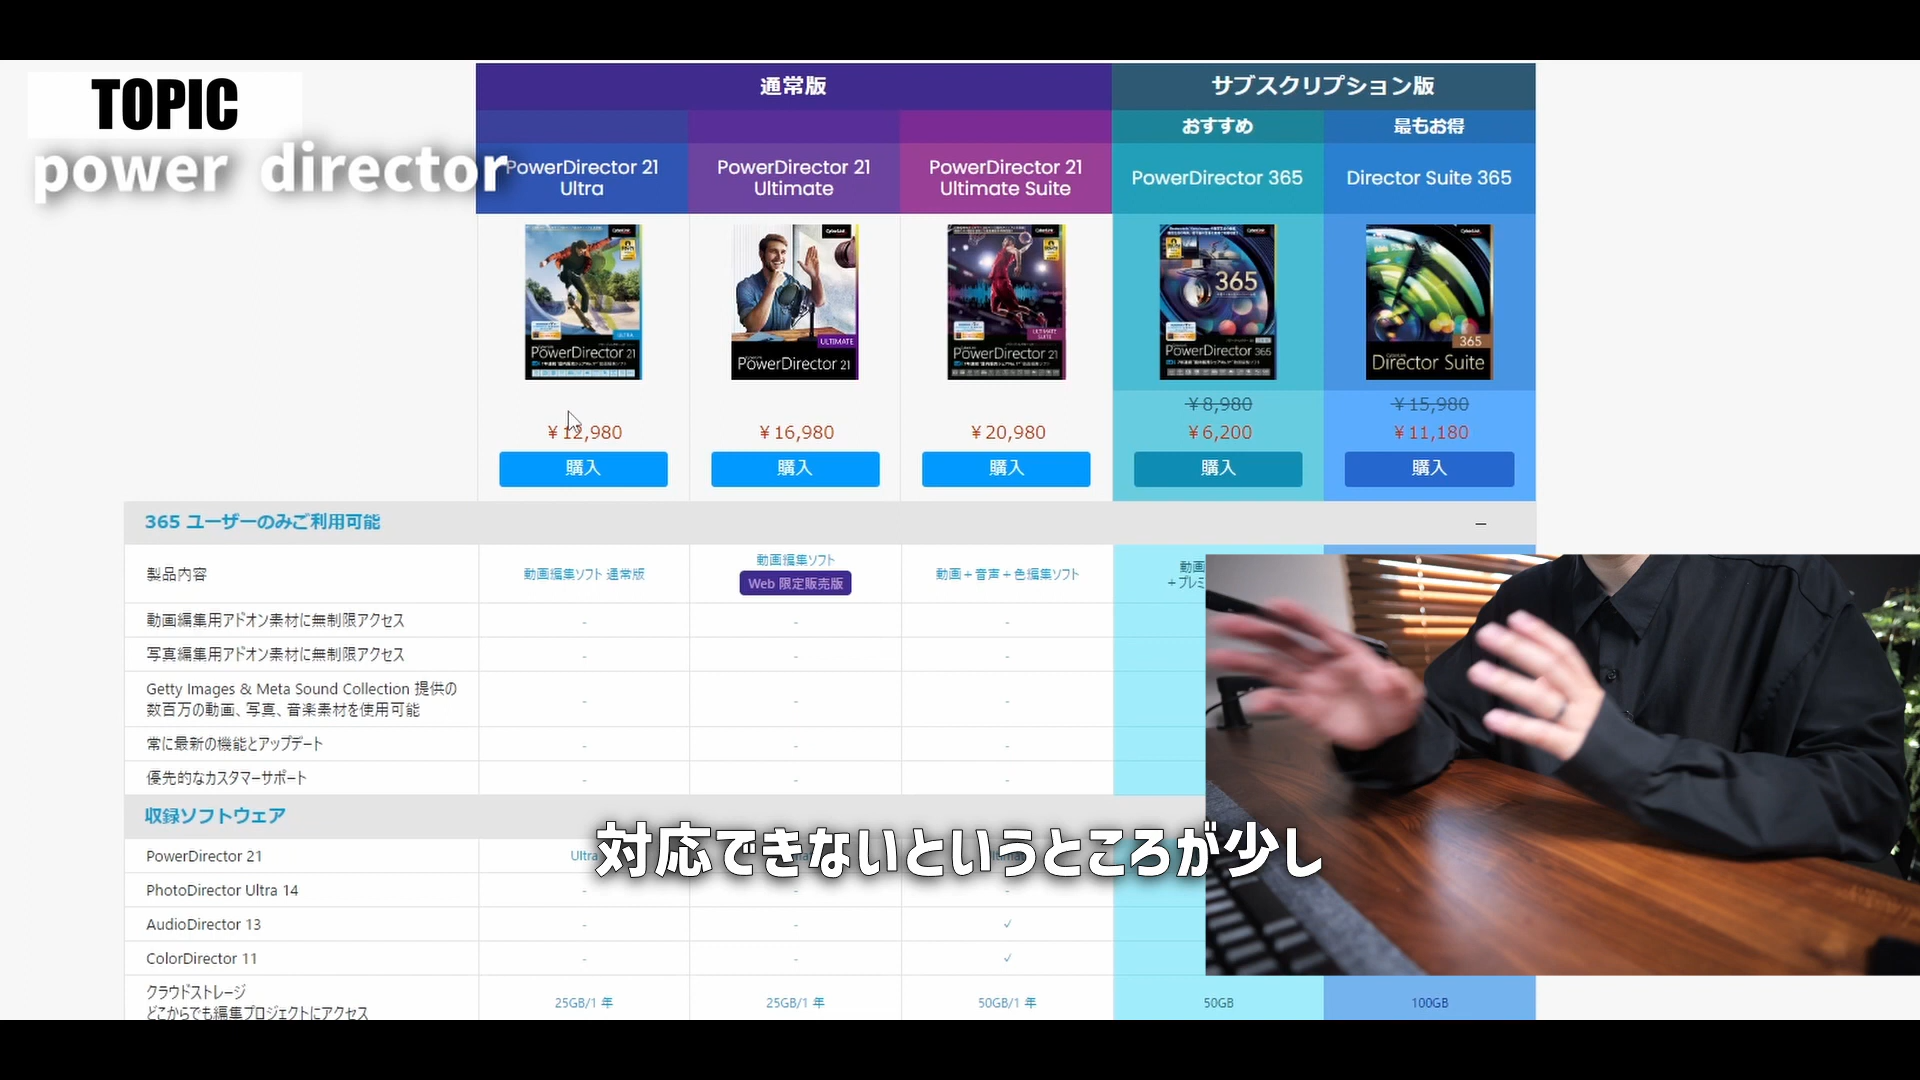 TOPIC
power director
通常版
サブスクリプション版
おすすめ
最もお得
PowerDirector 21
Ultra
PowerDirector 21
Ultimate
PowerDirector 21
Ultimate Suite
PowerDirector 365
Director Suite 365
ULTRA
PowerDirector 21
ULTIMATE
PowerDirector 21
ULTIMATE
SUITE
PowerDirector 21
365
PowerDirector 365
365
Director Suite
￥8,980
￥15,980
￥12,980
￥16,980
￥20,980
￥6,200
￥11,180
購入
購入
購入
購入
購入
365 ユーザーのみご利用可能
製品内容
動画編集ソフト 通常版
動画編集ソフト
Web 限定販売版
動画＋音声＋色編集ソフト
動画
＋プレミ
動画編集用アドオン素材に無制限アクセス
- - -
写真編集用アドオン素材に無制限アクセス
- - -
Getty Images & Meta Sound Collection 提供の
数百万の動画、写真、音楽素材を使用可能
- - -
常に最新の機能とアップデート
- - -
優先的なカスタマーサポート
- - -
収録ソフトウェア
PowerDirector 21
Ultra
対応できないというところが少し
PhotoDirector Ultra 14
- - -
AudioDirector 13
- - ✓
ColorDirector 11
- - ✓
クラウドストレージ
どこからでも編集プロジェクトにアクセス
25GB/1 年
25GB/1 年
50GB/1 年
50GB
100GB